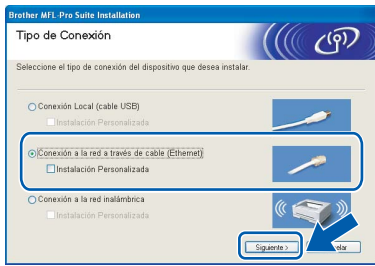 Brother MFL-Pro Suite Installation
Tipo de Conexión
Seleccione el tipo de conexión del dispositivo que desea instalar.
Conexión Local (cable USB)
Instalación Personalizada
Conexión a la red a través de cable (Ethernet)
Instalación Personalizada
Conexión a la red inalámbrica
Instalación Personalizada
Siguiente >